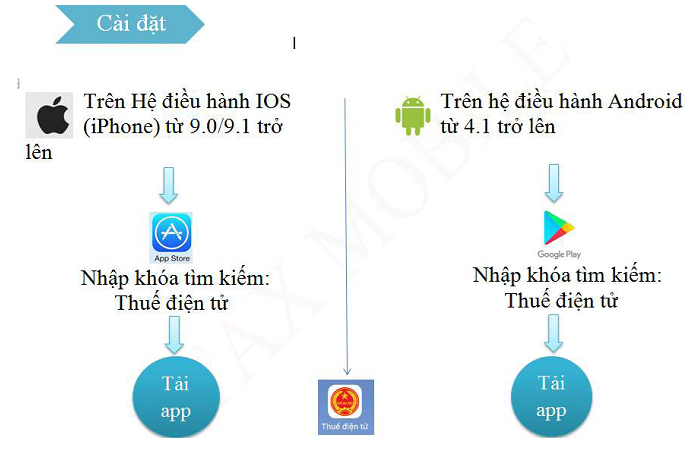 Cài đặt
Trên Hệ điều hành IOS
(iPhone) từ 9.0/9.1 trở
lên
App Store
Nhập khóa tìm kiếm:
Thuế điện tử
Tải
app
Thuế điện tử
Trên hệ điều hành Android
từ 4.1 trở lên
Google Play
Nhập khóa tìm kiếm:
Thuế điện tử
Tải
app
TAX MOBILE